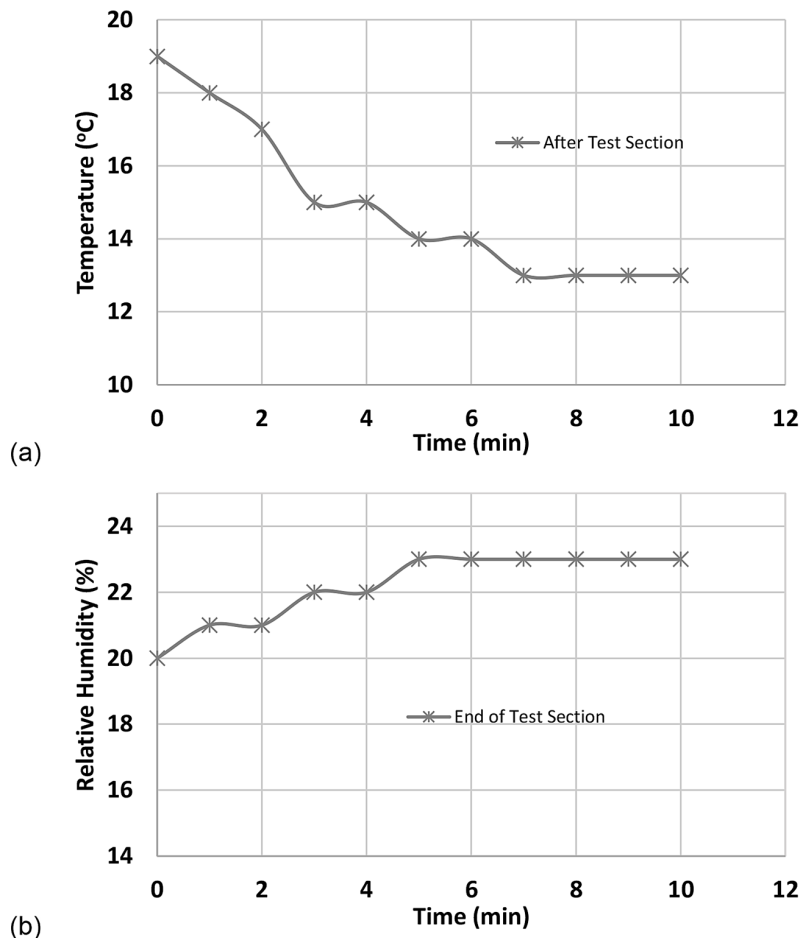 20
18
16
14
12
10
Temperature (ºC)
After Test Section
0 2 4 6 8 10 12
Time (min)
(a)
24
22
20
18
16
14
Relative Humidity (%)
End of Test Section
0 2 4 6 8 10 12
Time (min)
(b)